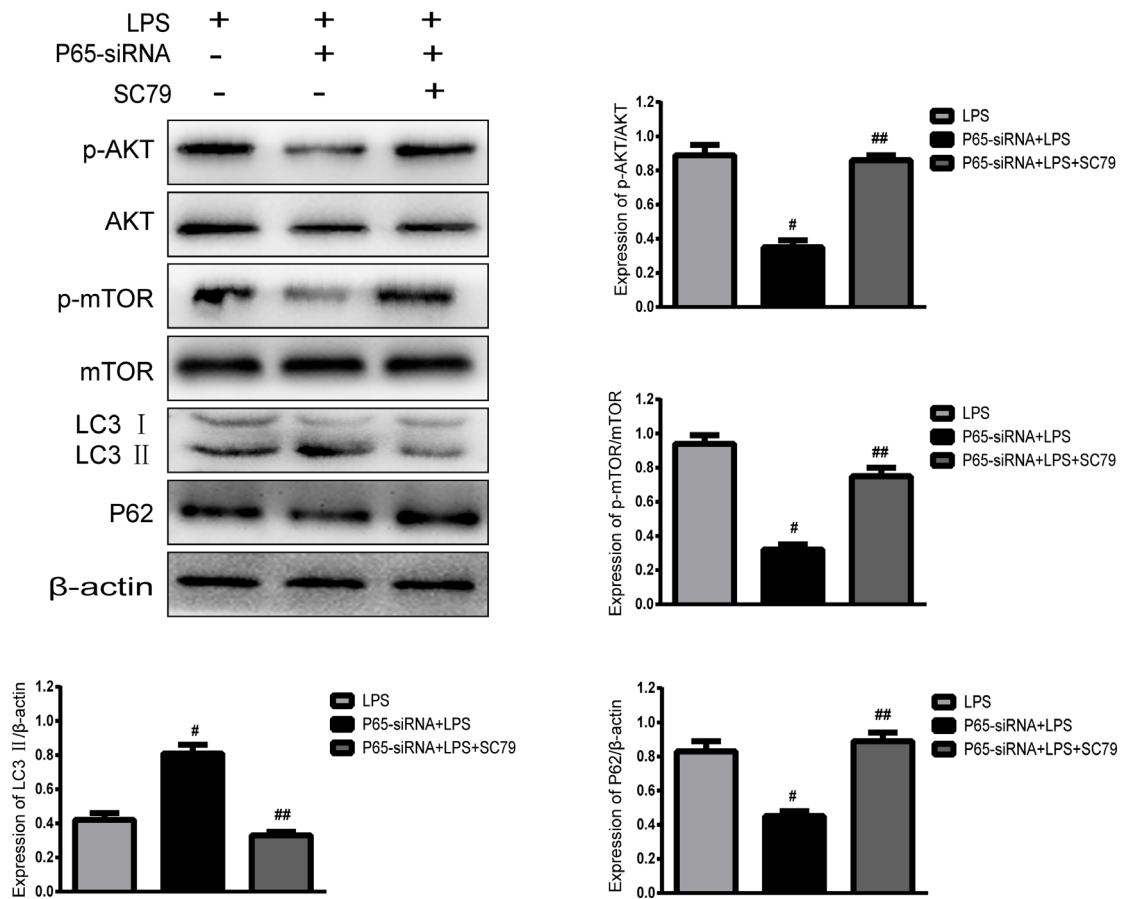 LPS + + +
P65-siRNA - + +
SC79 - - +
p-AKT
AKT
p-mTOR
mTOR
LC3 Ⅰ
LC3 Ⅱ
P62
β-actin
Expression of p-AKT/AKT
1.2
1.0
0.8
0.6
0.4
0.2
0.0
#
##
LPS
P65-siRNA+LPS
P65-siRNA+LPS+SC79
Expression of p-mTOR/mTOR
1.2
1.0
0.8
0.6
0.4
0.2
0.0
#
##
LPS
P65-siRNA+LPS
P65-siRNA+LPS+SC79
Expression of LC3 Ⅱ/β-actin
1.2
1.0
0.8
0.6
0.4
0.2
0.0
#
##
LPS
P65-siRNA+LPS
P65-siRNA+LPS+SC79
Expression of P62/β-actin
1.2
1.0
0.8
0.6
0.4
0.2
0.0
#
##
LPS
P65-siRNA+LPS
P65-siRNA+LPS+SC79